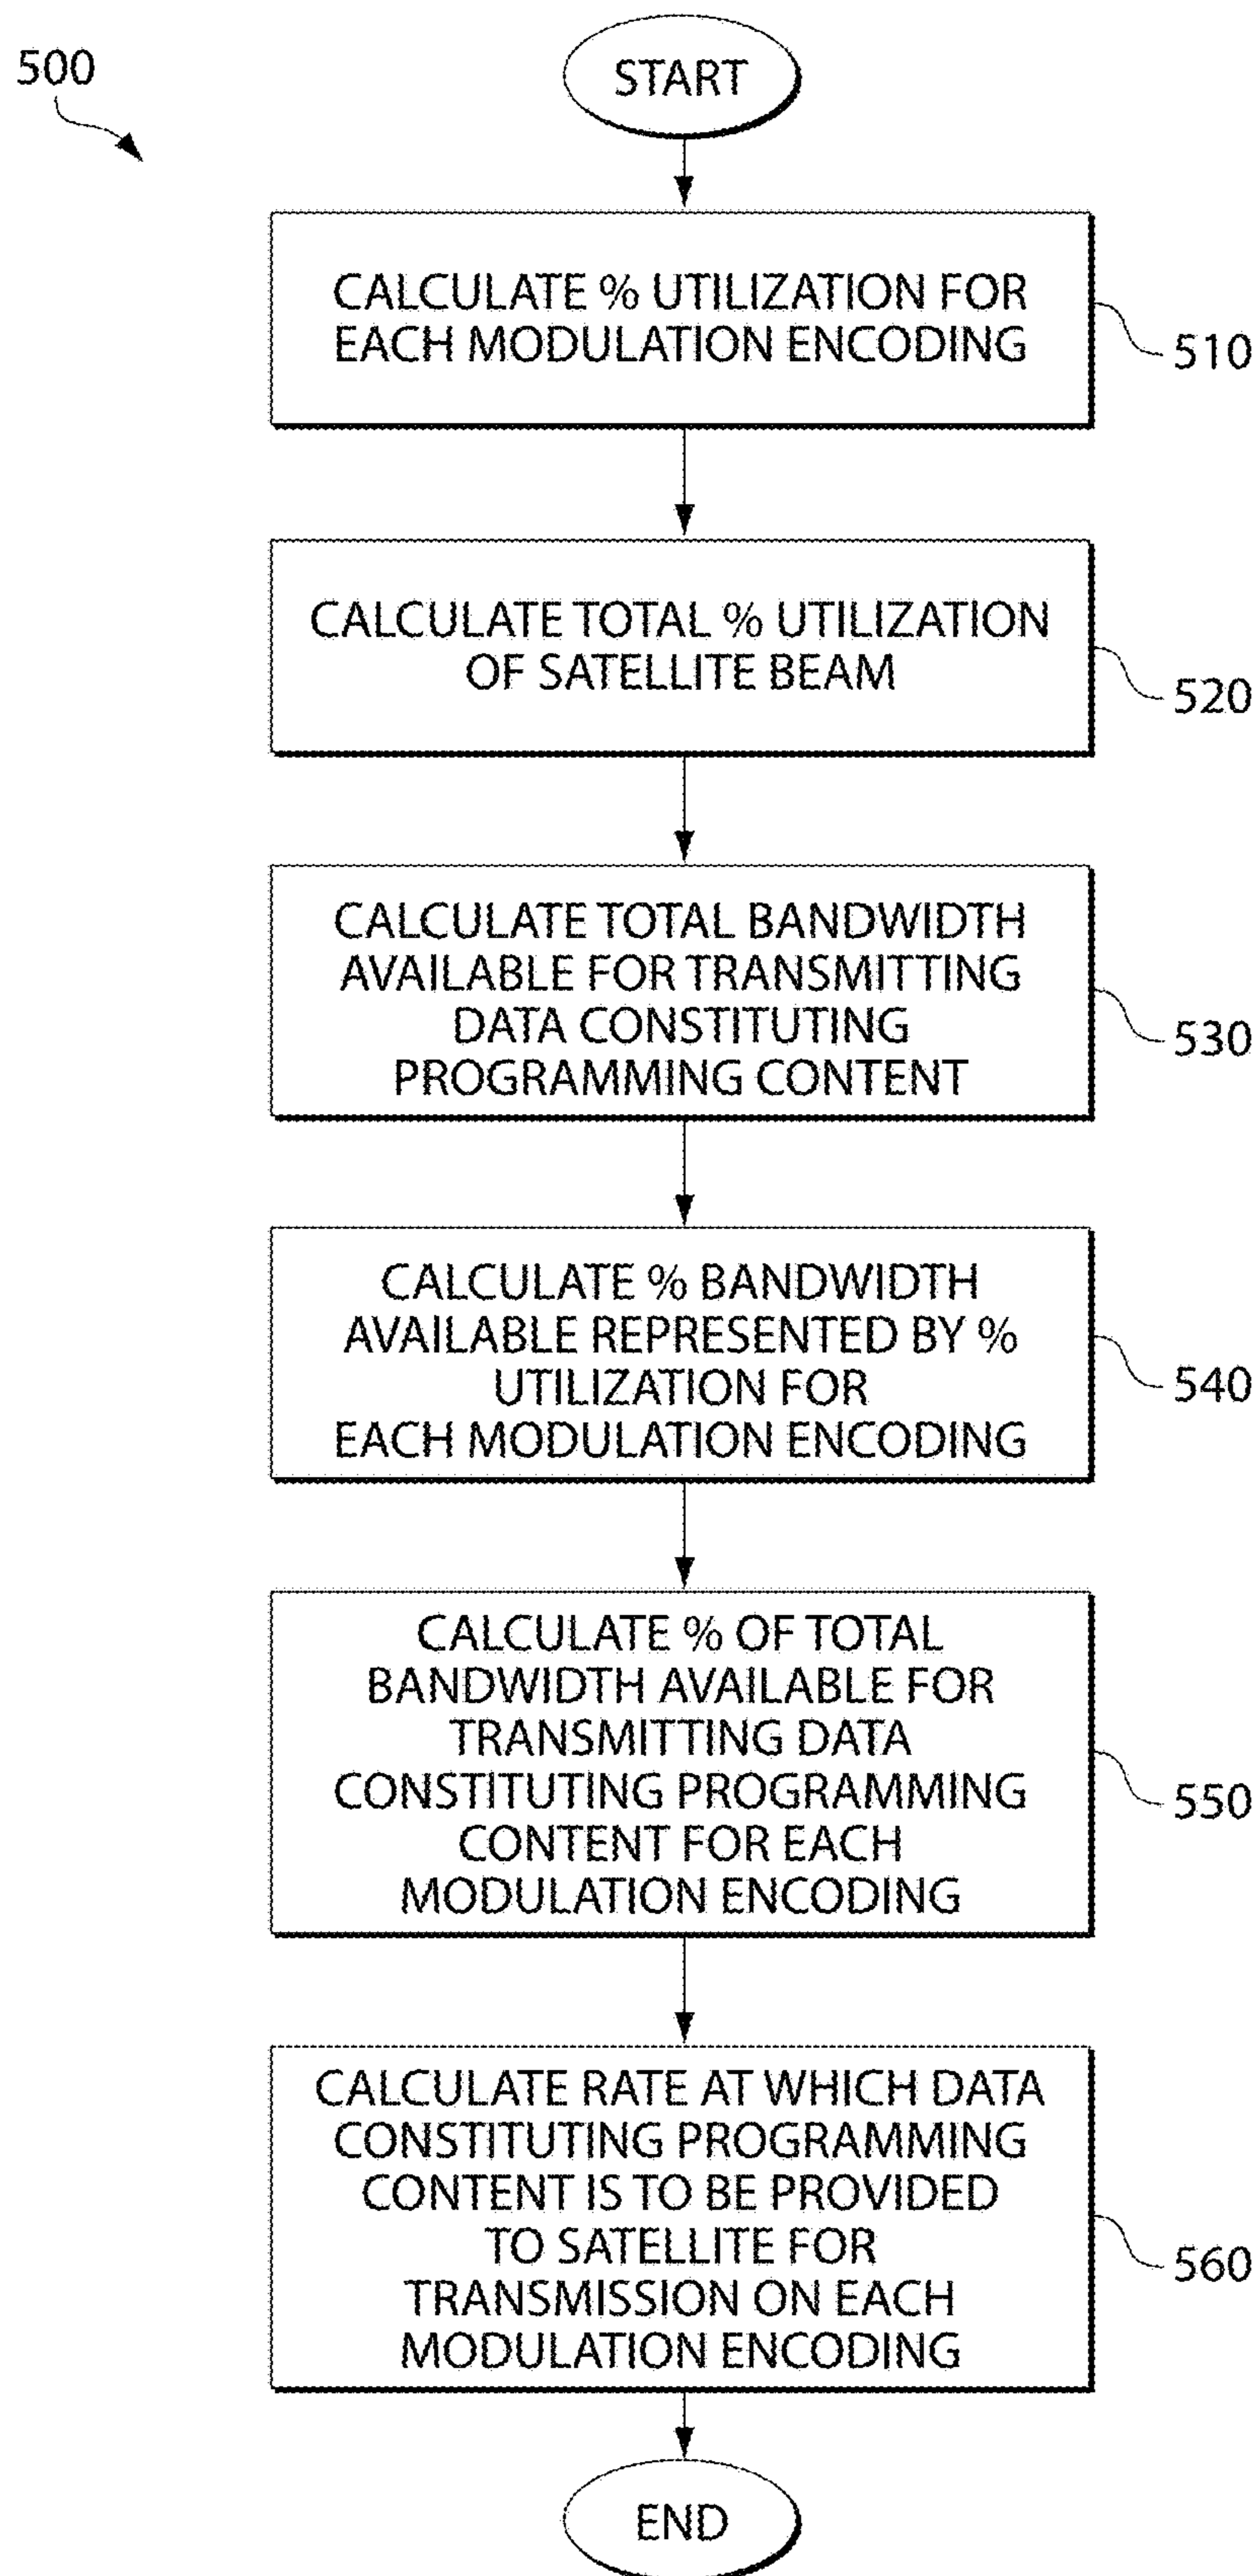 500
START
CALCULATE % UTILIZATION FOR
EACH MODULATION ENCODING
510
CALCULATE TOTAL % UTILIZATION
OF SATELLITE BEAM
520
CALCULATE TOTAL BANDWIDTH
AVAILABLE FOR TRANSMITTING
DATA CONSTITUTING
PROGRAMMING CONTENT
530
CALCULATE % BANDWIDTH
AVAILABLE REPRESENTED BY %
UTILIZATION FOR
EACH MODULATION ENCODING
540
CALCULATE % OF TOTAL
BANDWIDTH AVAILABLE FOR
TRANSMITTING DATA
CONSTITUTING PROGRAMMING
CONTENT FOR EACH
MODULATION ENCODING
550
CALCULATE RATE AT WHICH DATA
CONSTITUTING PROGRAMMING
CONTENT IS TO BE PROVIDED
TO SATELLITE FOR
TRANSMISSION ON EACH
MODULATION ENCODING
560
END